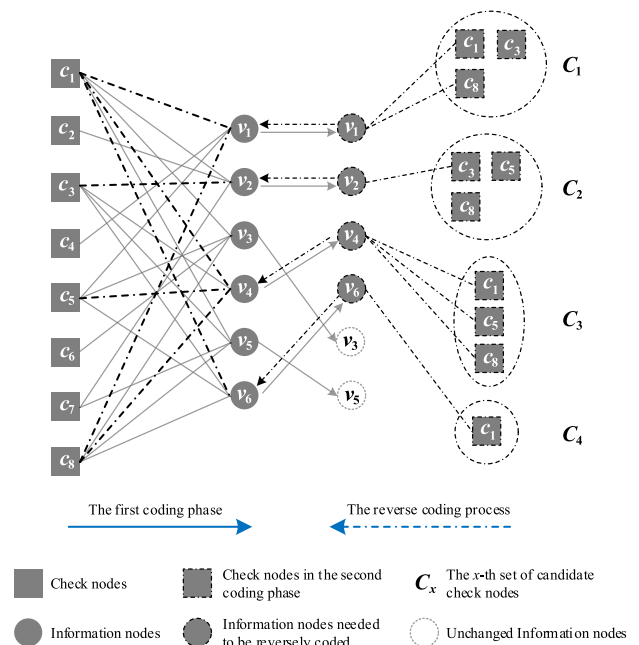 c1
c2
c3
c4
c5
c6
c7
c8
v1
v2
v3
v4
v5
v6
v1
v2
v4
v6
v3
v5
c1 c3
c8
C1
c3 c5
c8
C2
c1
c5
c8
C3
c1
C4
The first coding phase
The reverse coding process
Check nodes
Check nodes in the second
coding phase
Cx
The x-th set of candidate
check nodes
Information nodes
Information nodes needed
to be reversely coded
Unchanged Information nodes